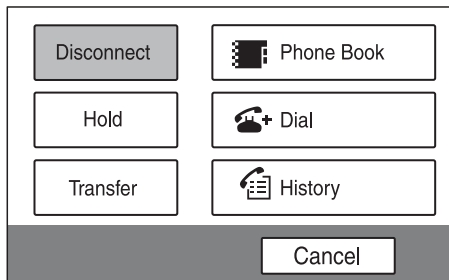 Disconnect
Phone Book
Hold
Dial
Transfer
History
Cancel